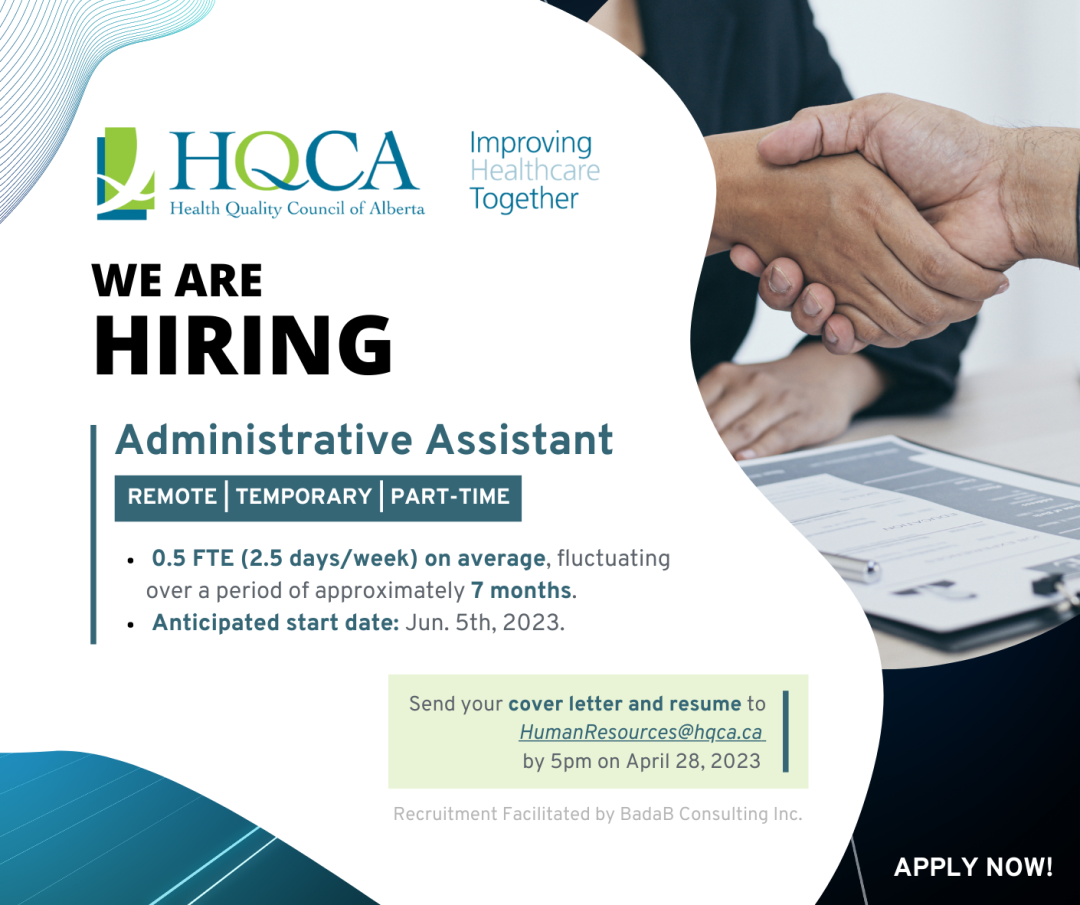 HQCA
Health Quality Council of Alberta
Improving
Healthcare
Together
WE ARE
HIRING
Administrative Assistant
REMOTE | TEMPORARY | PART-TIME
• 0.5 FTE (2.5 days/week) on average, fluctuating
over a period of approximately 7 months.
• Anticipated start date: Jun. 5th, 2023.
Send your cover letter and resume to
HumanResources@hqca.ca
by 5pm on April 28, 2023
Recruitment Facilitated by BadaB Consulting Inc.
APPLY NOW!